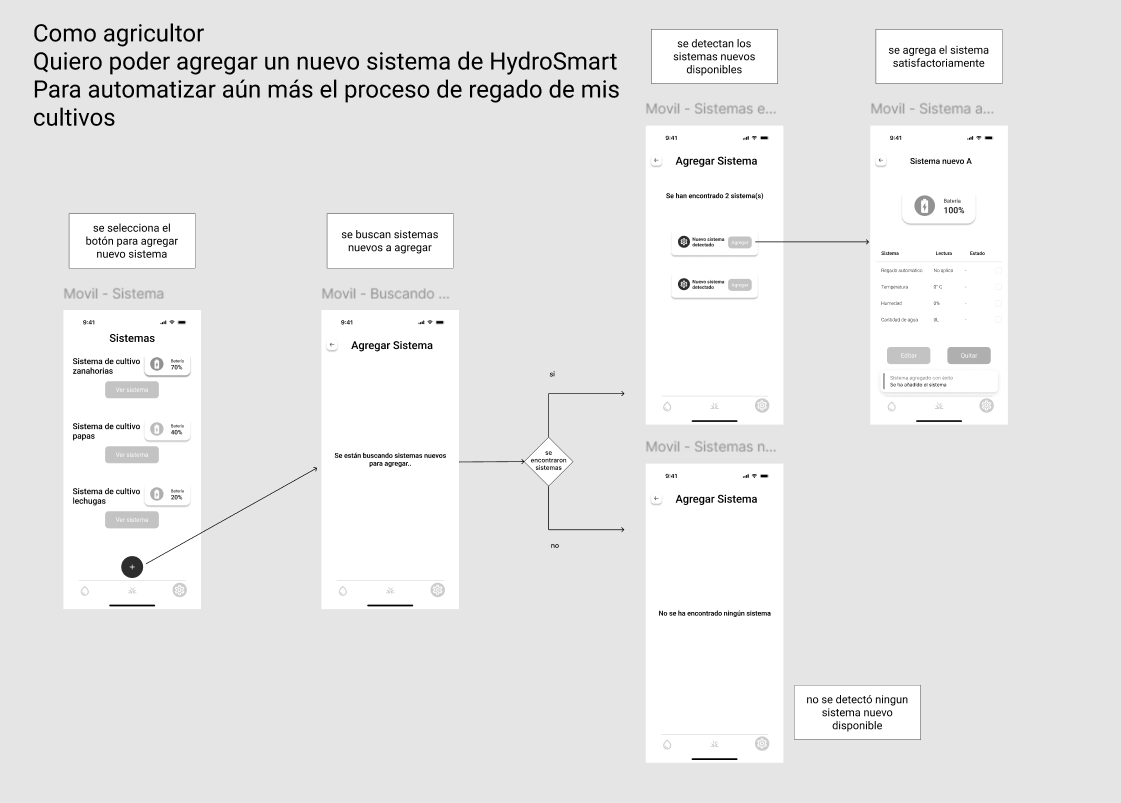 Como agricultor
Quiero poder agregar un nuevo sistema de HydroSmart
Para automatizar aún más el proceso de regado de mis
cultivos
se selecciona el
botón para agregar
nuevo sistema
Movil - Sistema
9:41
Sistemas
Sistema de cultivo
zanahorias
Batería
70%
Ver sistema
Sistema de cultivo
papas
Batería
40%
Ver sistema
Sistema de cultivo
lechugas
Batería
20%
Ver sistema
+
se buscan sistemas
nuevos a agregar
Movil - Buscando ...
9:41
Agregar Sistema
Se están buscando sistemas nuevos
para agregar..
se
encontraron
sistemas
si
no
se detectan los
sistemas nuevos
disponibles
Movil - Sistemas e...
9:41
Agregar Sistema
Se han encontrado 2 sistema(s)
Nuevo sistema
detectado
Agregar
Nuevo sistema
detectado
Agregar
se agrega el sistema
satisfactoriamente
Movil - Sistema a...
9:41
Sistema nuevo A
Batería
100%
Sistema Lectura Estado
Regado automático No aplica -
Temperatura 0° C -
Humedad 0% -
Cantidad de agua 0L -
Editar
Quitar
Sistema agregado con éxito
Se ha añadido el sistema
Movil - Sistemas n...
9:41
Agregar Sistema
No se ha encontrado ningún sistema
no se detectó ningun
sistema nuevo
disponible